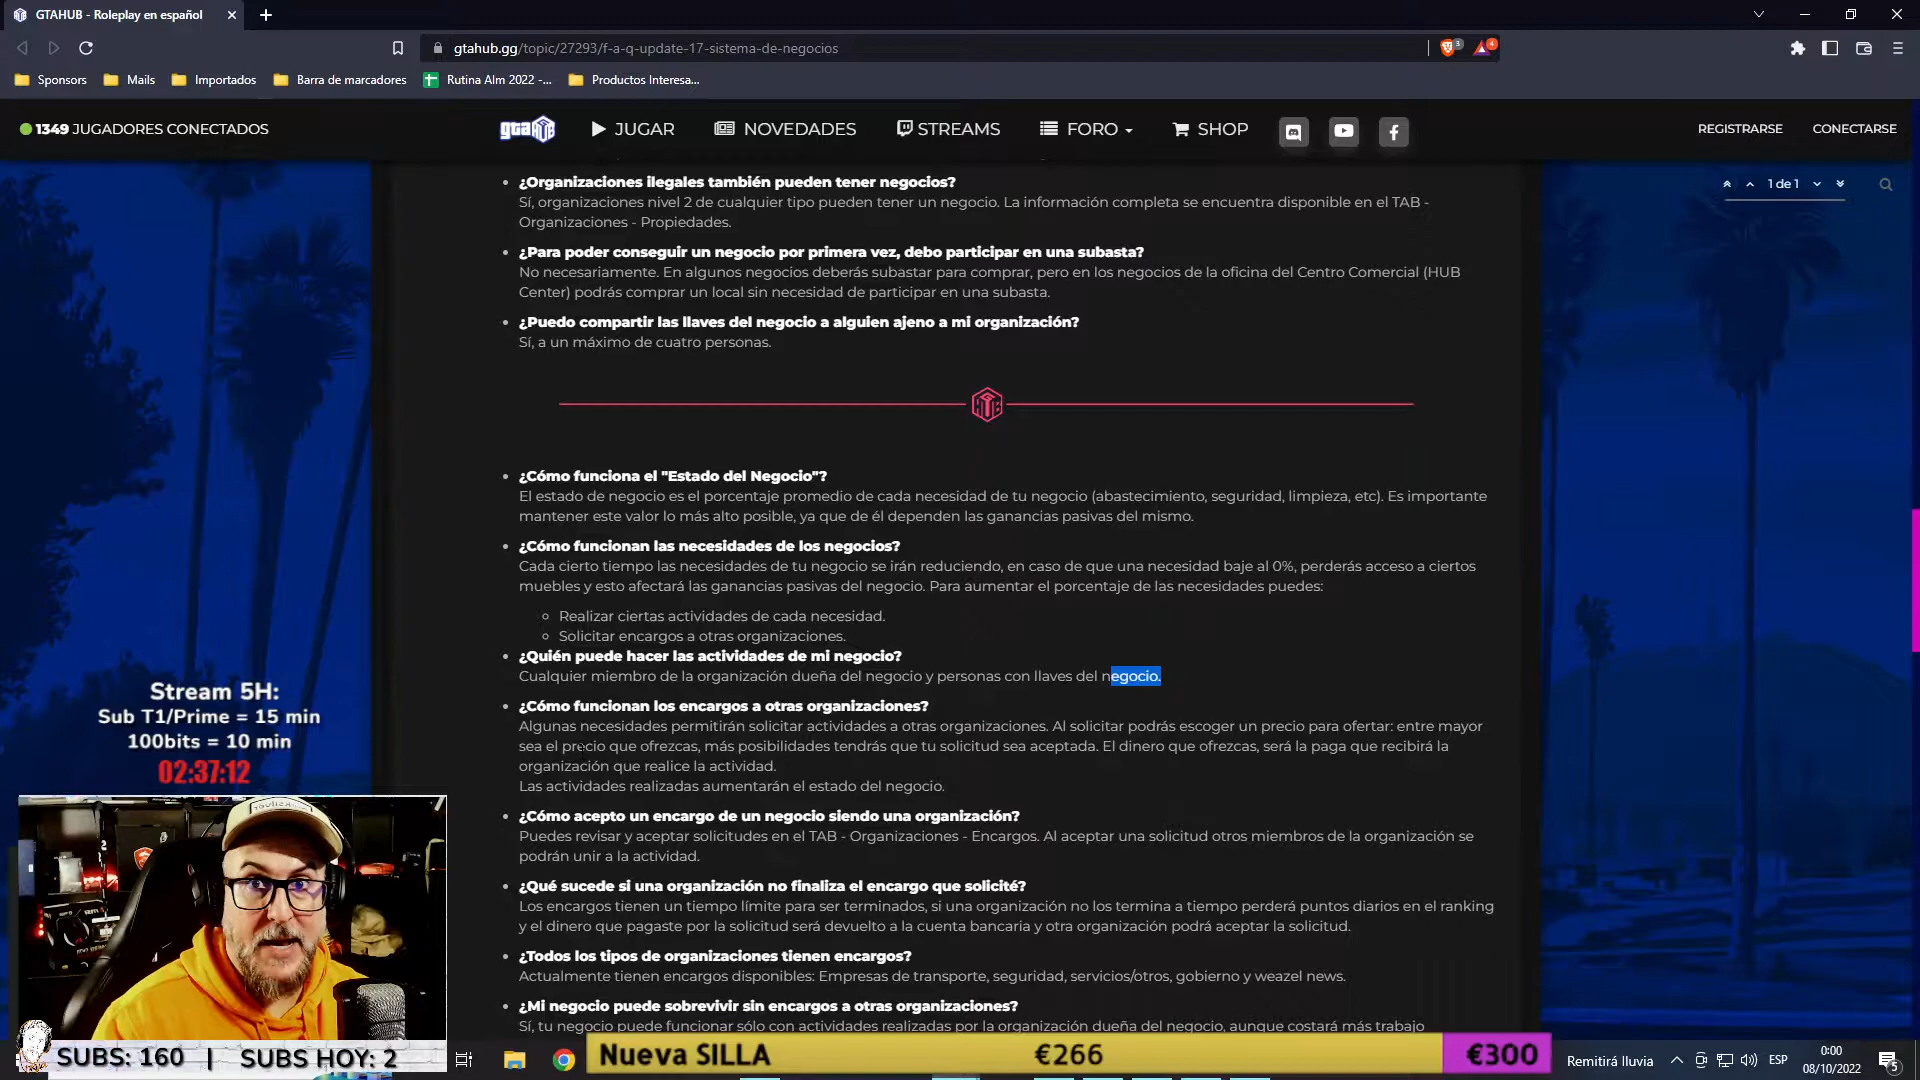 GTAHUB - Roleplay en español
gtahub.gg/topic/27293/f-a-q-update-17-sistema-de-negocios
3
4
Sponsors
Mails
Importados
Barra de marcadores
Rutina Alm 2022 -...
Productos Interesa...
1349 JUGADORES CONECTADOS
gtaHUB
JUGAR
NOVEDADES
STREAMS
FORO
SHOP
REGISTRARSE
CONECTARSE
1 de 1
¿Organizaciones ilegales también pueden tener negocios?
Sí, organizaciones nivel 2 de cualquier tipo pueden tener un negocio. La información completa se encuentra disponible en el TAB -
Organizaciones - Propiedades.
¿Para poder conseguir un negocio por primera vez, debo participar en una subasta?
No necesariamente. En algunos negocios deberás subastar para comprar, pero en los negocios de la oficina del Centro Comercial (HUB
Center) podrás comprar un local sin necesidad de participar en una subasta.
¿Puedo compartir las llaves del negocio a alguien ajeno a mi organización?
Sí, a un máximo de cuatro personas.
¿Cómo funciona el "Estado del Negocio"?
El estado de negocio es el porcentaje promedio de cada necesidad de tu negocio (abastecimiento, seguridad, limpieza, etc). Es importante
mantener este valor lo más alto posible, ya que de él dependen las ganancias pasivas del mismo.
¿Cómo funcionan las necesidades de los negocios?
Cada cierto tiempo las necesidades de tu negocio se irán reduciendo, en caso de que una necesidad baje al 0%, perderás acceso a ciertos
muebles y esto afectará las ganancias pasivas del negocio. Para aumentar el porcentaje de las necesidades puedes:
Realizar ciertas actividades de cada necesidad.
Solicitar encargos a otras organizaciones.
¿Quién puede hacer las actividades de mi negocio?
Cualquier miembro de la organización dueña del negocio y personas con llaves del negocio.
¿Cómo funcionan los encargos a otras organizaciones?
Algunas necesidades permitirán solicitar actividades a otras organizaciones. Al solicitar podrás escoger un precio para ofertar: entre mayor
sea el precio que ofrezcas, más posibilidades tendrás que tu solicitud sea aceptada. El dinero que ofrezcas, será la paga que recibirá la
organización que realice la actividad.
Las actividades realizadas aumentarán el estado del negocio.
¿Cómo acepto un encargo de un negocio siendo una organización?
Puedes revisar y aceptar solicitudes en el TAB - Organizaciones - Encargos. Al aceptar una solicitud otros miembros de la organización se
podrán unir a la actividad.
¿Qué sucede si una organización no finaliza el encargo que solicité?
Los encargos tienen un tiempo límite para ser terminados, si una organización no los termina a tiempo perderá puntos diarios en el ranking
y el dinero que pagaste por la solicitud será devuelto a la cuenta bancaria y otra organización podrá aceptar la solicitud.
¿Todos los tipos de organizaciones tienen encargos?
Actualmente tienen encargos disponibles: Empresas de transporte, seguridad, servicios/otros, gobierno y weazel news.
¿Mi negocio puede sobrevivir sin encargos a otras organizaciones?
Sí, tu negocio puede funcionar sólo con actividades realizadas por la organización dueña del negocio, aunque costará más trabajo
Stream 5H:
Sub T1/Prime = 15 min
100bits = 10 min
02:37:12
SUBS: 160 | SUBS HOY: 2
Nueva SILLA
€266
€300
Remitirá lluvia
ESP
0:00
08/10/2022
5